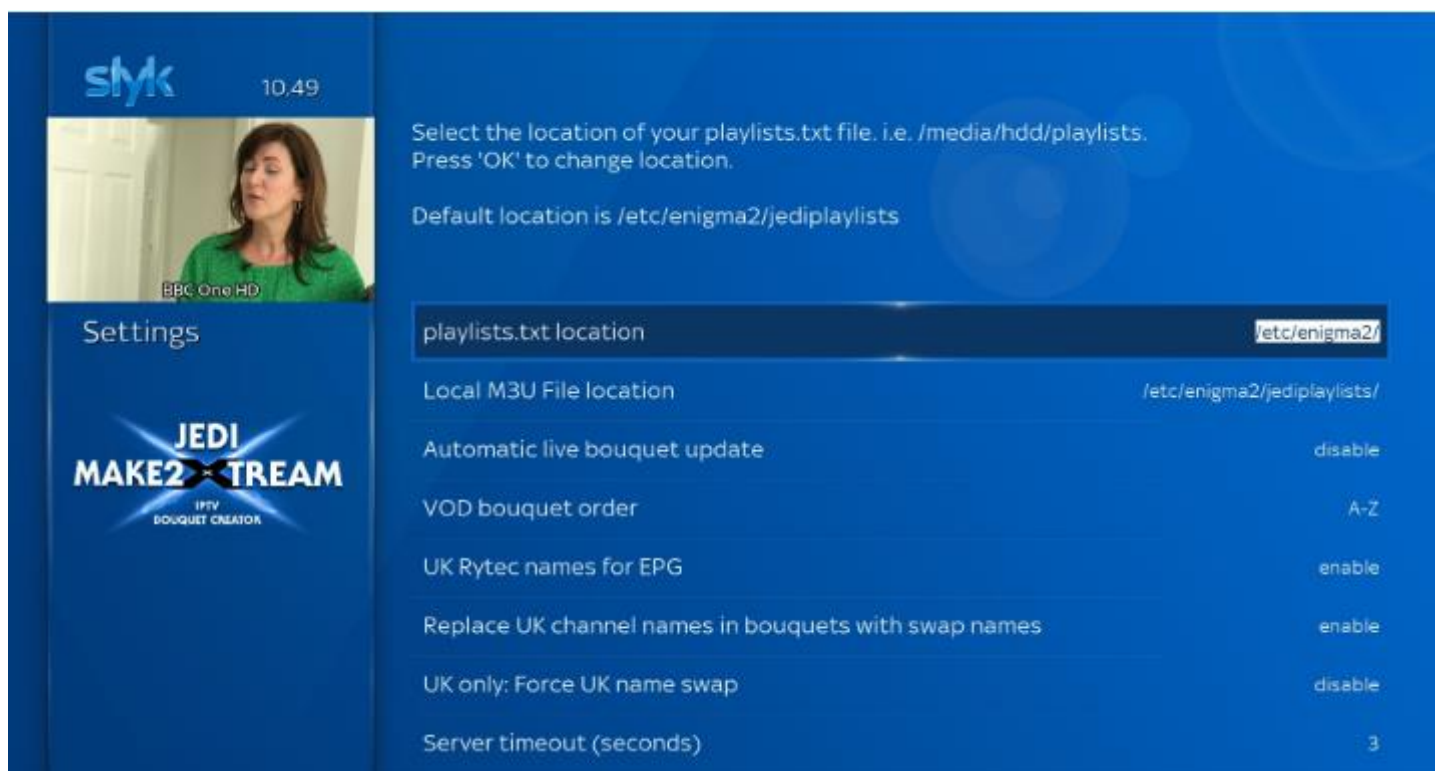 slyk
10.49
Select the location of your playlists.txt file. i.e. /media/hdd/playlists.
Press 'OK' to change location.
Default location is /etc/enigma2/jediplaylists
BBC One HD
Settings
playlists.txt location /etc/enigma2/
Local M3U File location /etc/enigma2/jediplaylists/
Automatic live bouquet update disable
VOD bouquet order A-Z
UK Rytec names for EPG enable
Replace UK channel names in bouquets with swap names enable
UK only: Force UK name swap disable
Server timeout (seconds) 3
JEDI
MAKE2XTREAM
IPTV
BOUQUET CREATOR